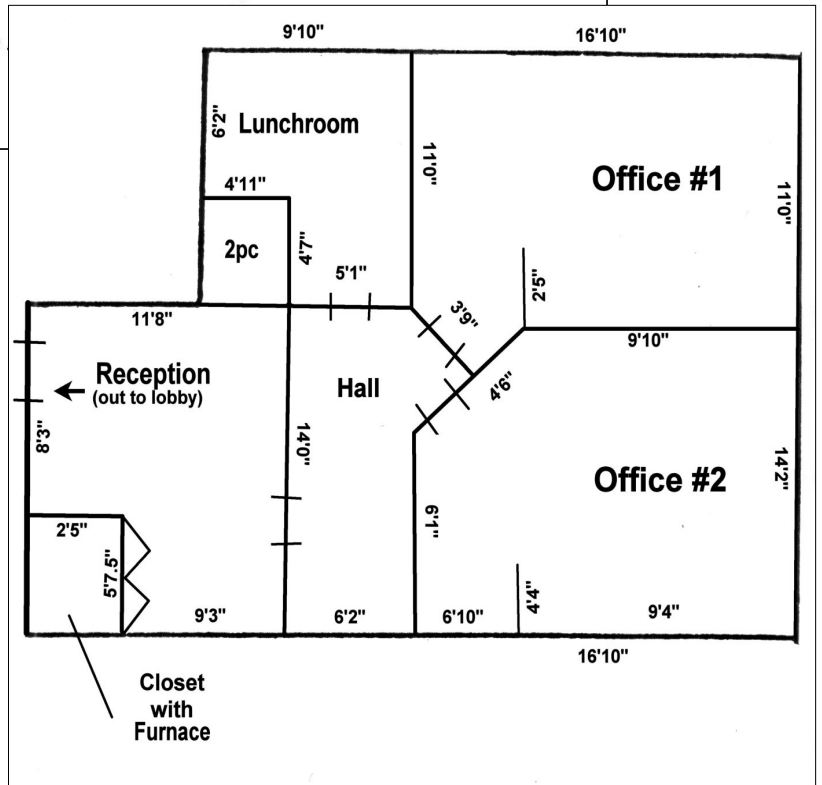 9'10"
16'10"
6'2"
Lunchroom
11'0"
Office #1
11'0"
4'11"
2pc
4'7"
5'1"
2'5"
3'9"
11'8"
9'10"
Reception
(out to lobby)
Hall
4'6"
8'3"
14'0"
Office #2
14'2"
2'5"
5'7.5"
9'1"
4'4"
9'3"
6'2"
6'10"
9'4"
16'10"
Closet
with
Furnace